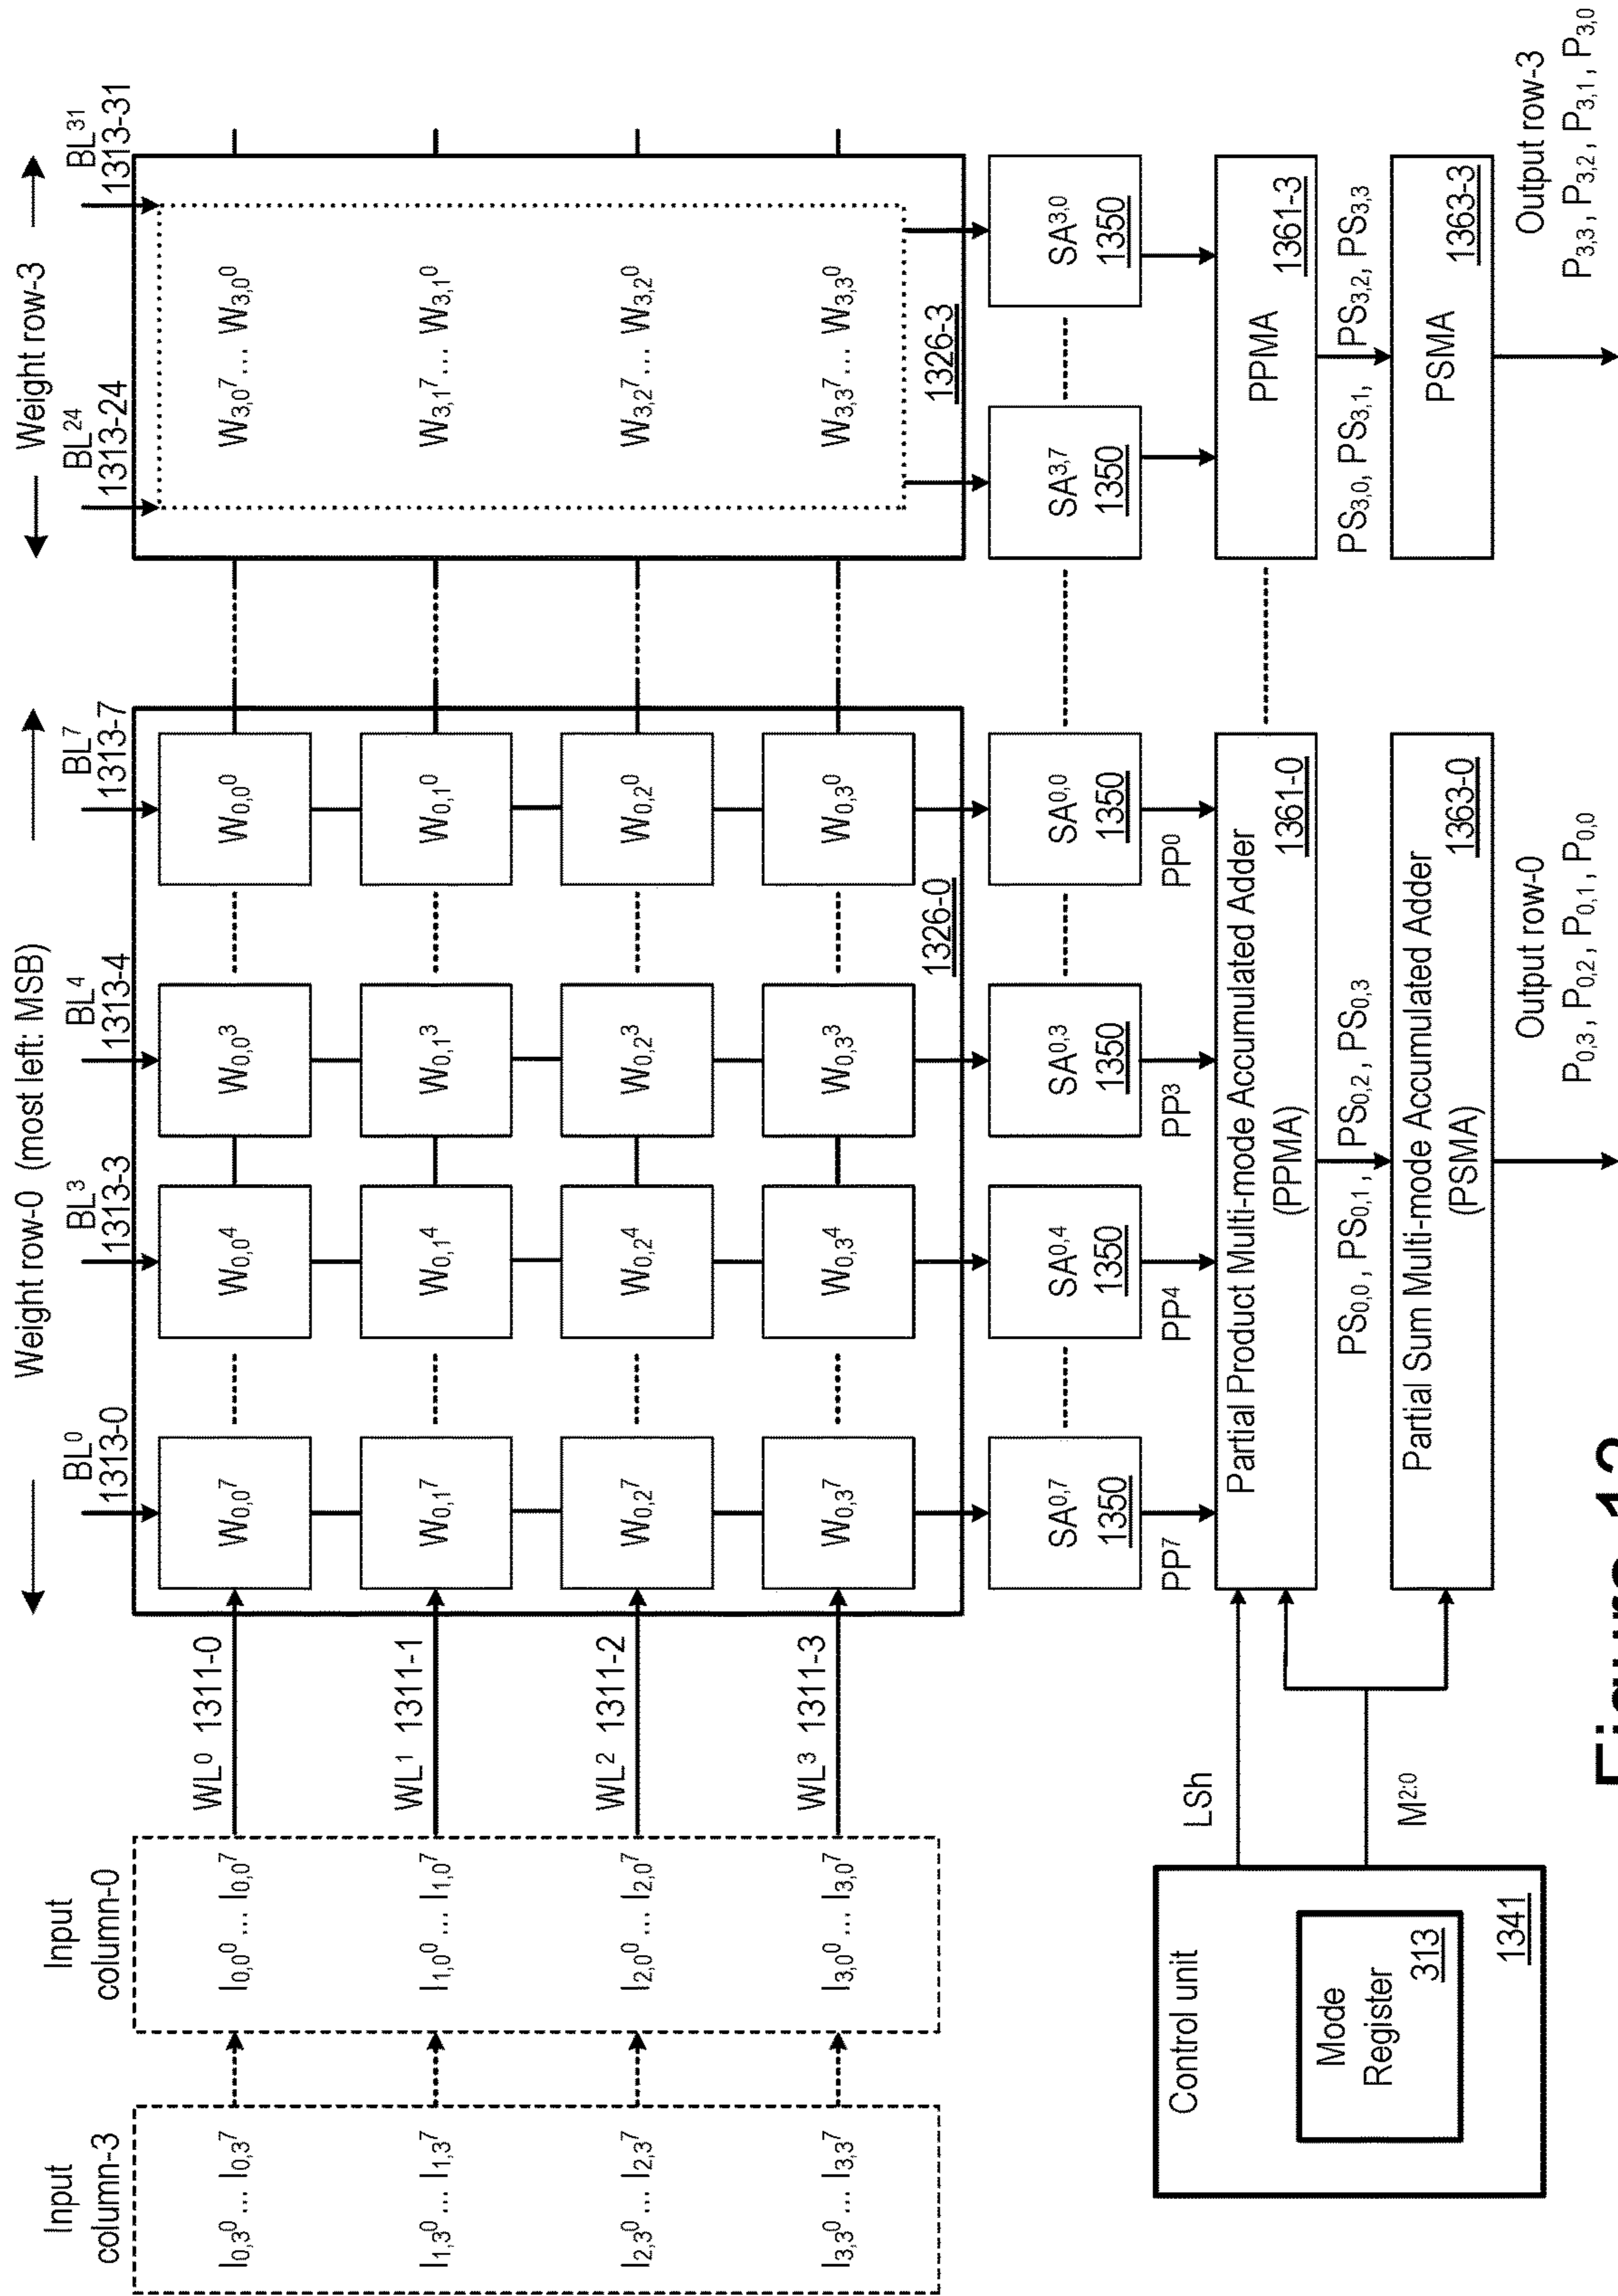 Input
column-3
I₀,₃⁰ ... I₀,₃⁷
I₁,₃⁰ ... I₁,₃⁷
I₂,₃⁰ ... I₂,₃⁷
I₃,₃⁰ ... I₃,₃⁷
Input
column-0
I₀,₀⁰ ... I₀,₀⁷
I₁,₀⁰ ... I₁,₀⁷
I₂,₀⁰ ... I₂,₀⁷
I₃,₀⁰ ... I₃,₀⁷
WL⁰ 1311-0
WL¹ 1311-1
WL² 1311-2
WL³ 1311-3
Weight row-0 (most left: MSB)
BL⁰
1313-0
BL³
1313-3
BL⁴
1313-4
BL⁷
1313-7
W₀,₀⁷
W₀,₀⁴
W₀,₀³
W₀,₀⁰
W₀,₁⁷
W₀,₁⁴
W₀,₁³
W₀,₁⁰
W₀,₂⁷
W₀,₂⁴
W₀,₂³
W₀,₂⁰
W₀,₃⁷
W₀,₃⁴
W₀,₃³
W₀,₃⁰
1326-0
Weight row-3
BL²⁴
1313-24
BL³¹
1313-31
W₃,₀⁷ ... W₃,₀⁰
W₃,₁⁷ ... W₃,₁⁰
W₃,₂⁷ ... W₃,₂⁰
W₃,₃⁷ ... W₃,₃⁰
1326-3
SA⁰,⁷
1350
SA⁰,⁴
1350
SA⁰,³
1350
SA⁰,⁰
1350
SA³,⁷
1350
SA³,⁰
1350
PP⁷
PP⁴
PP³
PP⁰
Control unit
Mode
Register
313
1341
LSh
M²:⁰
Partial Product Multi-mode Accumulated Adder
(PPMA)
1361-0
PPMA
1361-3
PS₀,₀ , PS₀,₁ , PS₀,₂ , PS₀,₃
PS₃,₀, PS₃,₁, PS₃,₂, PS₃,₃
Partial Sum Multi-mode Accumulated Adder
(PSMA)
1363-0
PSMA
1363-3
Output row-0
P₀,₃ , P₀,₂ , P₀,₁ , P₀,₀
Output row-3
P₃,₃ , P₃,₂ , P₃,₁ , P₃,₀